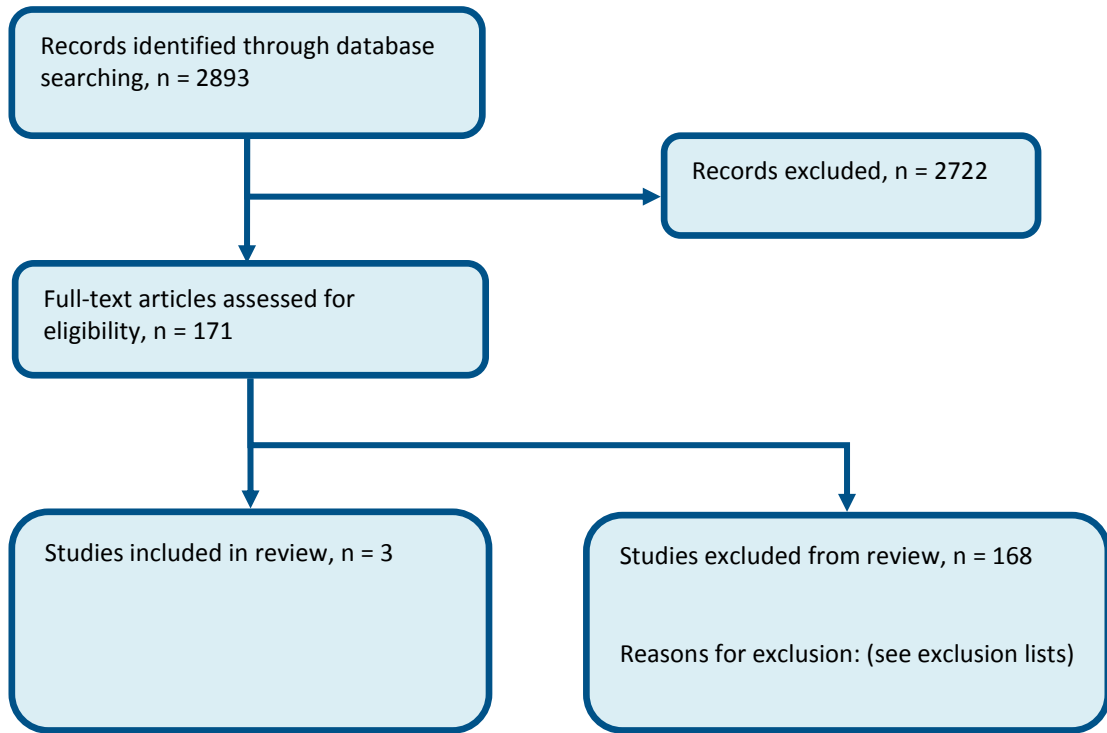 Records identified through database
searching, n = 2893
Records excluded, n = 2722
Full-text articles assessed for
eligibility, n = 171
Studies included in review, n = 3
Studies excluded from review, n = 168
Reasons for exclusion: (see exclusion lists)